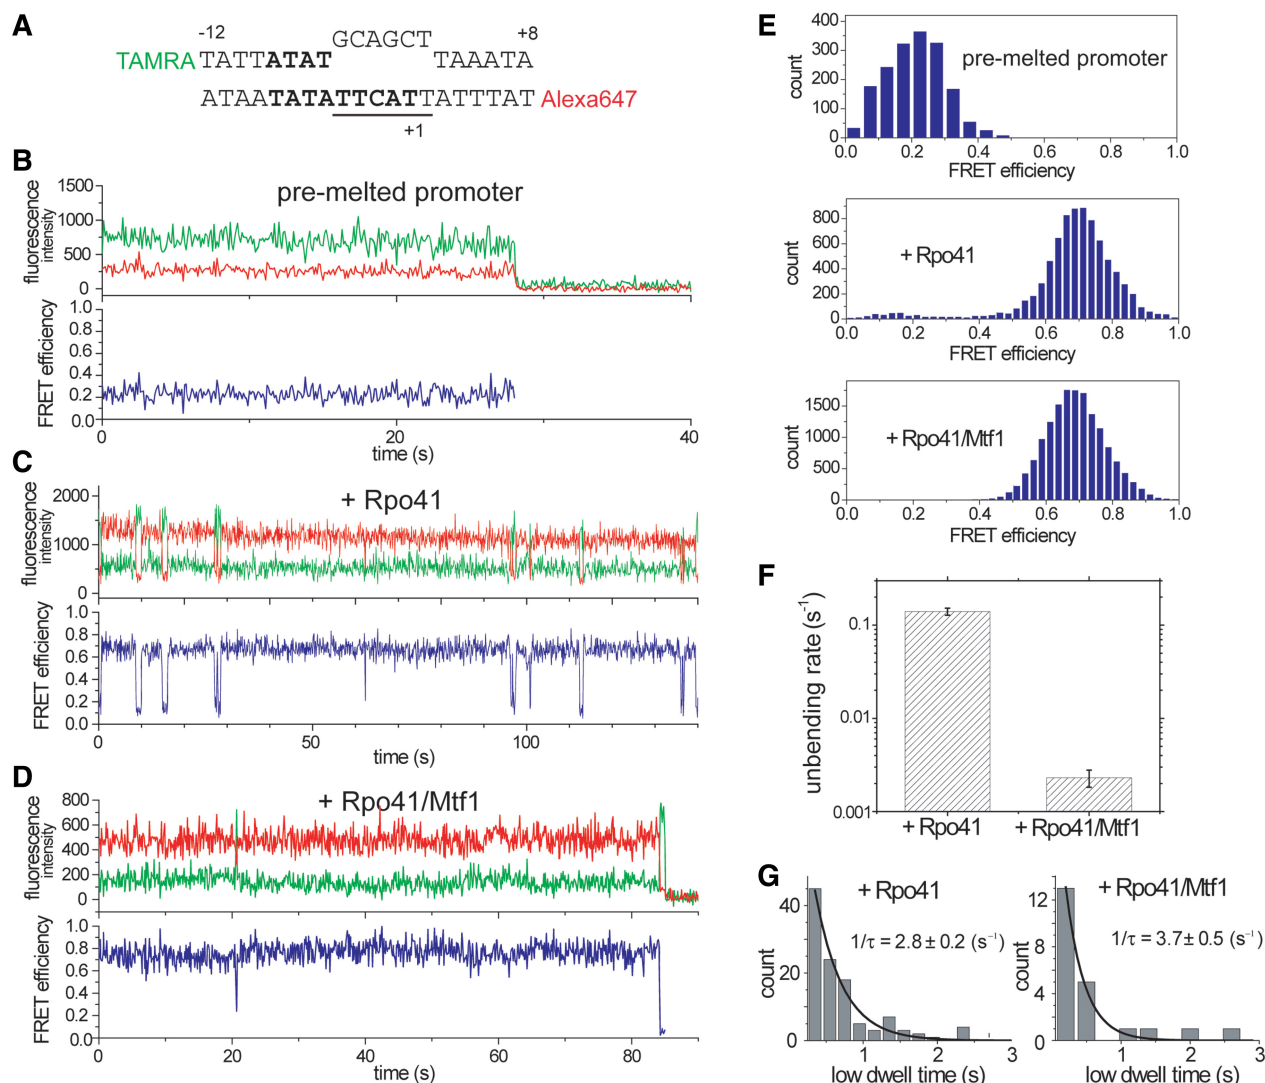 A
-12
GCAGCT
+8
TAMRA TATTATAT TAAATA
ATAATATATTCATTATTTAT Alexa647
+1
B
pre-melted promoter
fluorescence intensity
1500
1000
500
0
FRET efficiency
1.0
0.8
0.6
0.4
0.2
0.0
0 20 40
time (s)
C
+ Rpo41
fluorescence intensity
2000
1000
0
FRET efficiency
1.0
0.8
0.6
0.4
0.2
0.0
0 50 100
time (s)
D
+ Rpo41/Mtf1
fluorescence intensity
800
600
400
200
0
FRET efficiency
1.0
0.8
0.6
0.4
0.2
0.0
0 20 40 60 80
time (s)
E
pre-melted promoter
count
400
300
200
100
0
0.0 0.2 0.4 0.6 0.8 1.0
FRET efficiency
+ Rpo41
count
800
600
400
200
0
0.0 0.2 0.4 0.6 0.8 1.0
FRET efficiency
+ Rpo41/Mtf1
count
1500
1000
500
0
0.0 0.2 0.4 0.6 0.8 1.0
FRET efficiency
F
unbending rate (s⁻¹)
0.1
0.01
0.001
+ Rpo41 + Rpo41/Mtf1
G
+ Rpo41
1/τ = 2.8 ± 0.2 (s⁻¹)
count
40
20
0
1 2 3
low dwell time (s)
+ Rpo41/Mtf1
1/τ = 3.7 ± 0.5 (s⁻¹)
count
12
8
4
0
0 1 2 3
low dwell time (s)